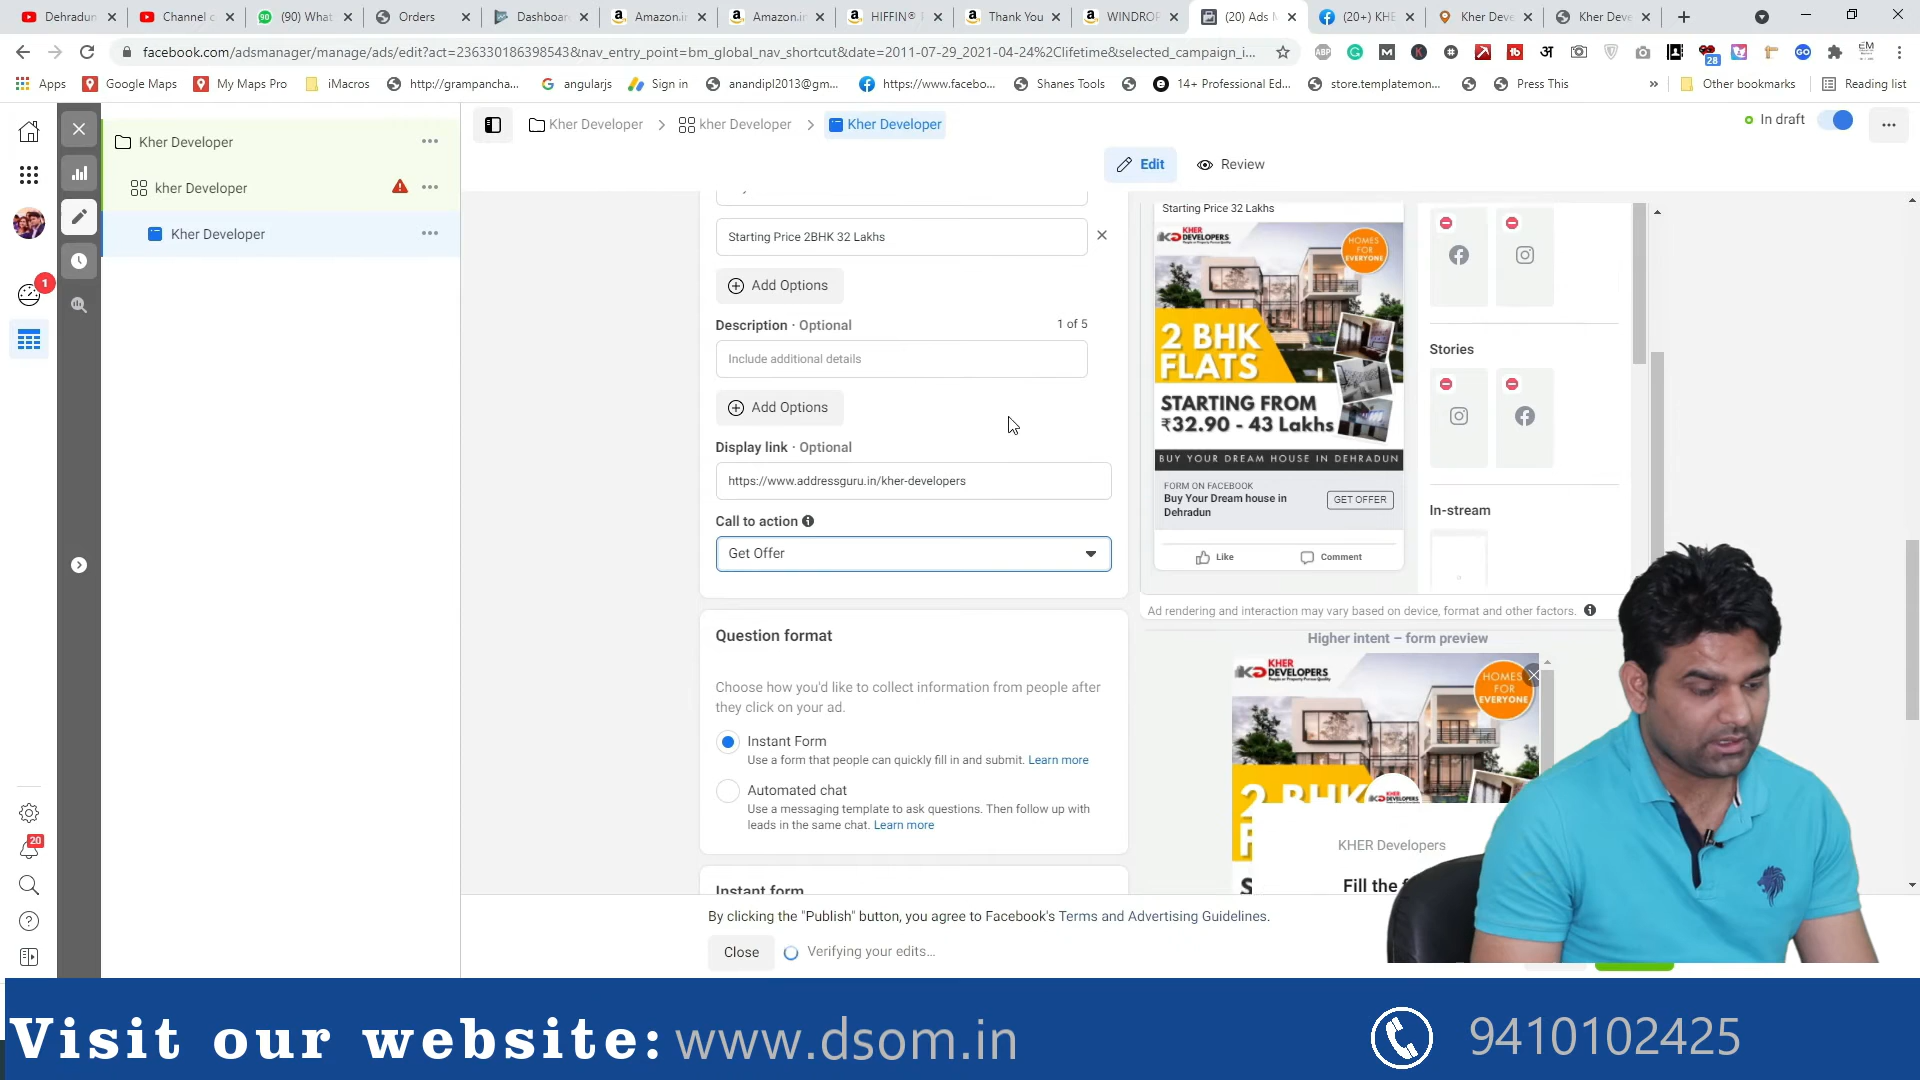 Dehradun
Channel c
(90) What
Orders
Dashboar
Amazon.in
Amazon.in
HIFFIN®
Thank You
WINDROP
(20) Ads M
(20+) KHE
Kher Deve
Kher Deve
facebook.com/adsmanager/manage/ads/edit?act=2363301863985434&nav_entry_point=bm_global_nav_shortcut&date=2011-07-29_2021-04-24%2Clifetime&selected_campaign_i...
Apps
Google Maps
My Maps Pro
iMacros
http://grampancha...
angularjs
Sign in
anandipl2013@gm...
https://www.facebo...
Shanes Tools
14+ Professional Ed...
store.templatemon...
Press This
»
Other bookmarks
Reading list
Kher Developer
kher Developer
Kher Developer
In draft
Kher Developer
kher Developer
Kher Developer
Edit
Review
Starting Price 2BHK 32 Lakhs
Add Options
Description · Optional
1 of 5
Include additional details
Add Options
Display link · Optional
https://www.addressguru.in/kher-developers
Call to action
Get Offer
Question format
Choose how you'd like to collect information from people after
they click on your ad.
Instant Form
Use a form that people can quickly fill in and submit. Learn more
Automated chat
Use a messaging template to ask questions. Then follow up with
leads in the same chat. Learn more
Instant form
Starting Price 32 Lakhs
KHER
DEVELOPERS
HOMES
FOR
EVERYONE
2 BHK
FLATS
STARTING FROM
₹32.90 - 43 Lakhs
BUY YOUR DREAM HOUSE IN DEHRADUN
FORM ON FACEBOOK
Buy Your Dream house in
Dehradun
GET OFFER
Like
Comment
Stories
In-stream
Ad rendering and interaction may vary based on device, format and other factors.
Higher intent – form preview
KHER
DEVELOPERS
HOMES
FOR
EVERYONE
2 BHK
KHER Developers
Fill the
By clicking the "Publish" button, you agree to Facebook's Terms and Advertising Guidelines.
Close
Verifying your edits...
1
20
28
Visit our website: www.dsom.in
9410102425